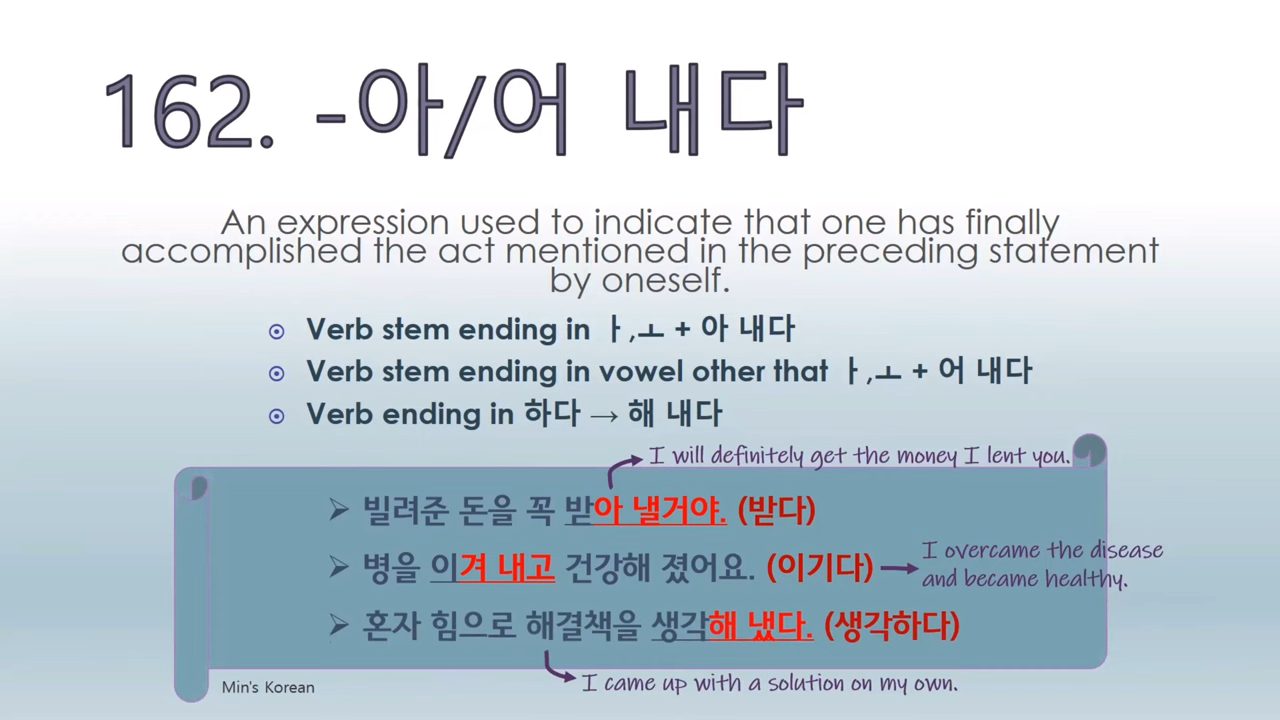 162. -아/어 내다
An expression used to indicate that one has finally
accomplished the act mentioned in the preceding statement
by oneself.
Verb stem ending in ㅏ,ㅗ + 아 내다
Verb stem ending in vowel other that ㅏ,ㅗ + 어 내다
Verb ending in 하다 → 해 내다
I will definitely get the money I lent you.
빌려준 돈을 꼭 받아 낼거야. (받다)
병을 이겨 내고 건강해 졌어요. (이기다)
I overcame the disease
and became healthy.
혼자 힘으로 해결책을 생각해 냈다. (생각하다)
I came up with a solution on my own.
Min's Korean